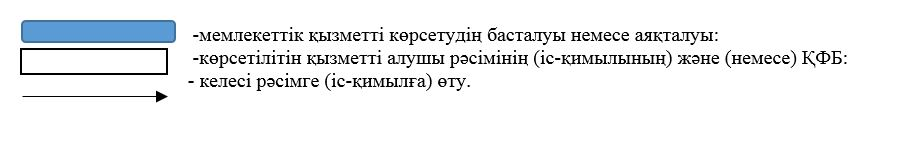 -мемлекеттік қызметті көрсетудің басталуы немесе аяқталуы:
-көрсетілітін қызметті алушы рәсімінің (іс-қимылының) және (немесе) ҚФБ:
- келесі рәсімге (іс-қимылға) өту.